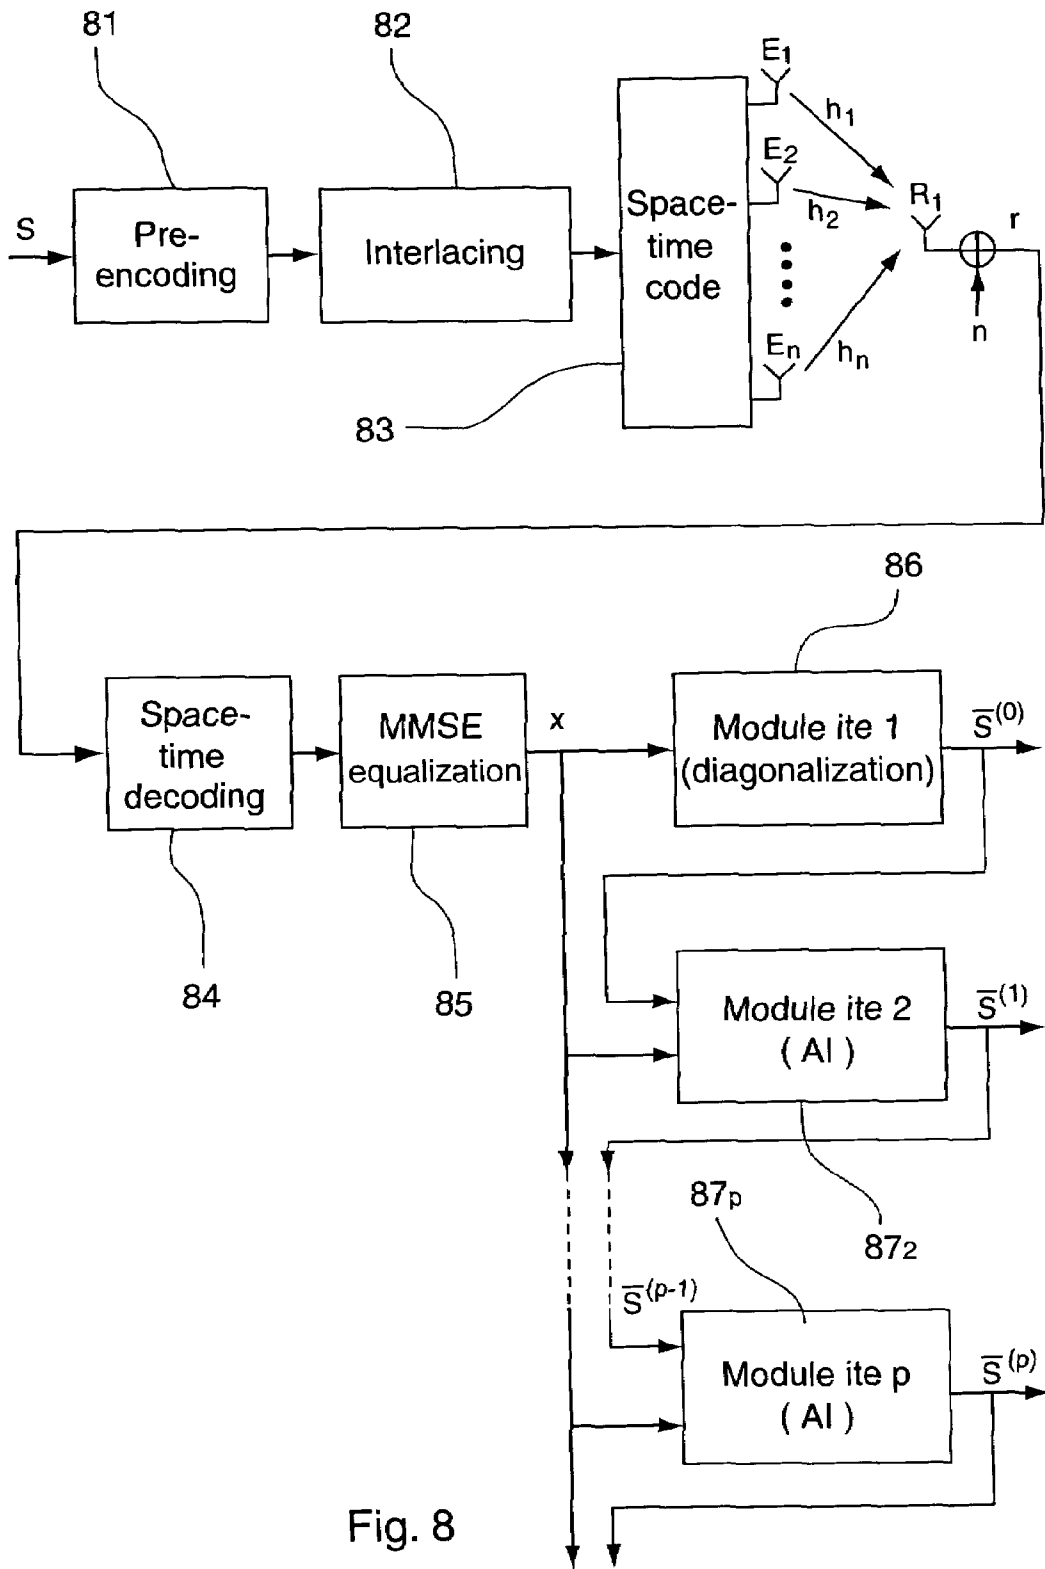 81
82
S
Pre-
encoding
Interlacing
Space-
time
code
E1
E2
En
h1
h2
hn
R1
r
n
83
86
Space-
time
decoding
MMSE
equalization
x
Module ite 1
(diagonalization)
S̅(0)
84
85
Module ite 2
( AI )
S̅(1)
87p
872
S̅(p-1)
Module ite p
( AI )
S̅(p)
Fig. 8